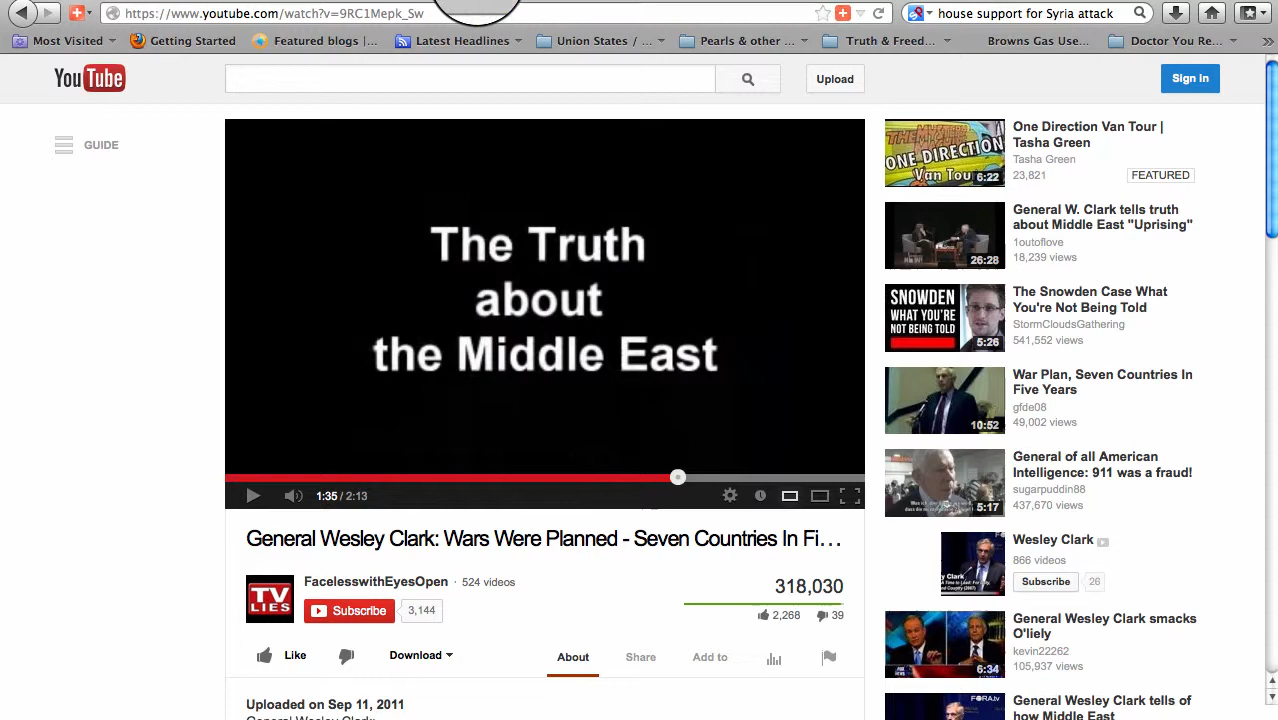 https://www.youtube.com/watch?v=9RC1Mepk_Sw
house support for Syria attack
Most Visited
Getting Started
Featured blogs |...
Latest Headlines
Union States / ...
Pearls & other ...
Truth & Freed...
Browns Gas Use...
Doctor You Re...
YouTube
Upload
Sign in
GUIDE
The Truth
about
the Middle East
1:35 / 2:13
General Wesley Clark: Wars Were Planned - Seven Countries In Fi...
TV
LIES
FacelesswithEyesOpen · 524 videos
Subscribe
3,144
318,030
2,268
39
Like
Download
About
Share
Add to
Uploaded on Sep 11, 2011
General Wesley Clark:
ONE DIRECTION
Van Tou
6:22
One Direction Van Tour |
Tasha Green
Tasha Green
23,821
FEATURED
26:28
General W. Clark tells truth
about Middle East "Uprising"
1outoflove
18,239 views
SNOWDEN
WHAT YOU'RE
NOT BEING TOLD
5:26
The Snowden Case What
You're Not Being Told
StormCloudsGathering
541,552 views
10:52
War Plan, Seven Countries In
Five Years
gfde08
49,002 views
5:17
General of all American
Intelligence: 911 was a fraud!
sugarpuddin88
437,670 views
Wesley Clark
866 videos
Subscribe
26
6:34
General Wesley Clark smacks
O'liely
kevin22262
105,937 views
FORA.tv
General Wesley Clark tells of
how Middle East